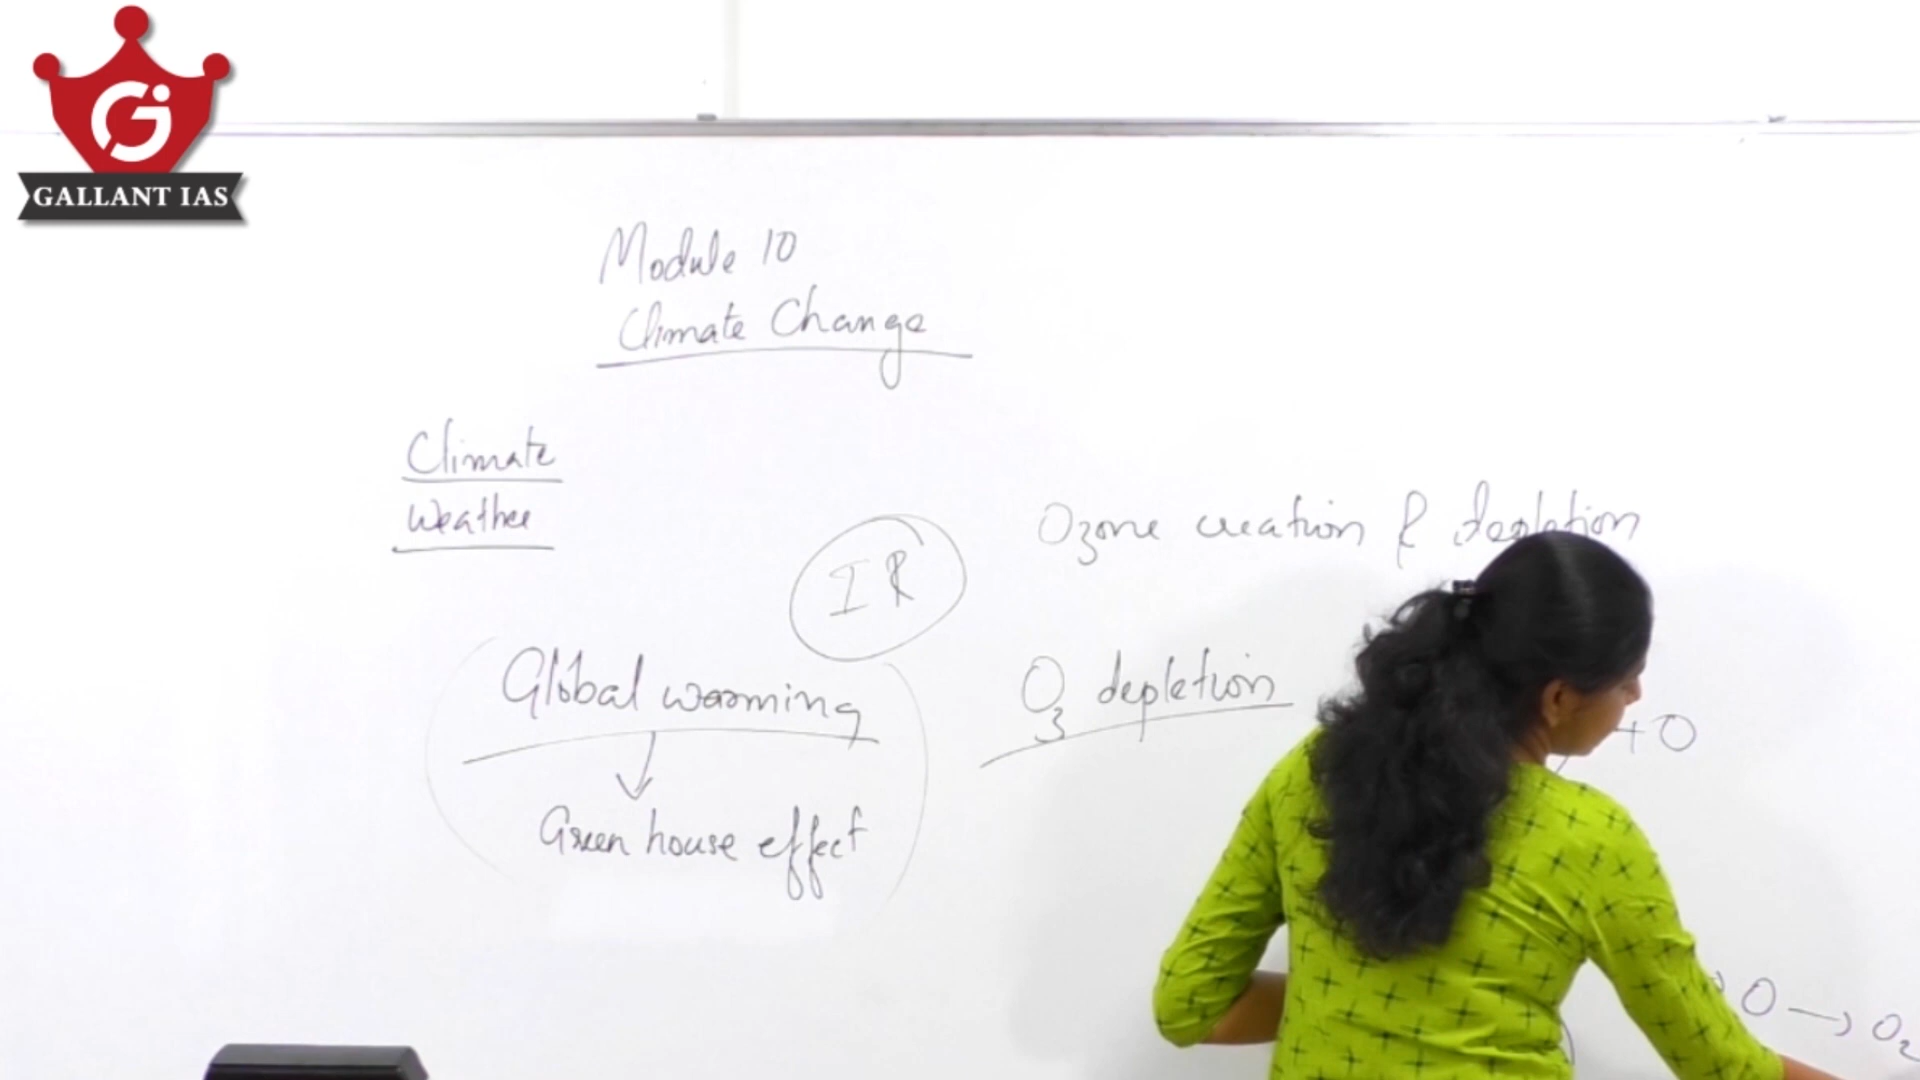 GALLANT IAS
Module 10
Climate Change
Climate
Weather
IR
Ozone creation & depletion
Global warming
O3 depletion
+ O
Green house effect
O → O2